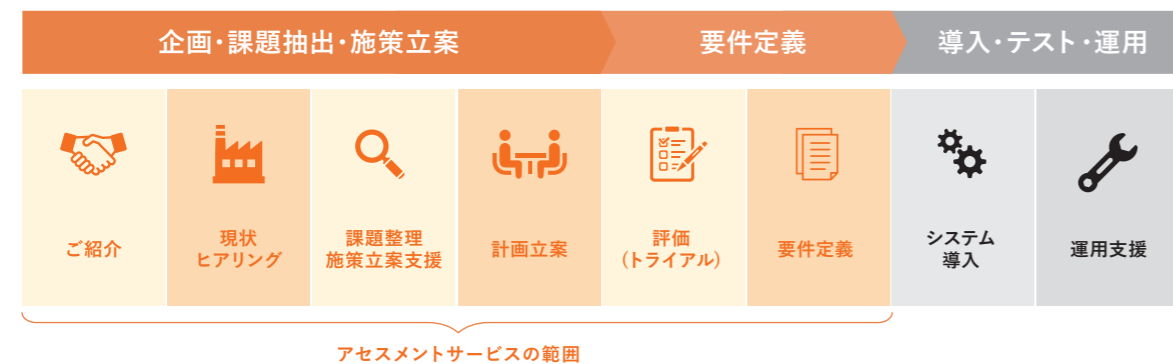 企画・課題抽出・施策立案
要件定義
導入・テスト・運用
ご紹介
現状
ヒアリング
課題整理
施策立案支援
計画立案
評価
(トライアル)
要件定義
システム
導入
運用支援
アセスメントサービスの範囲